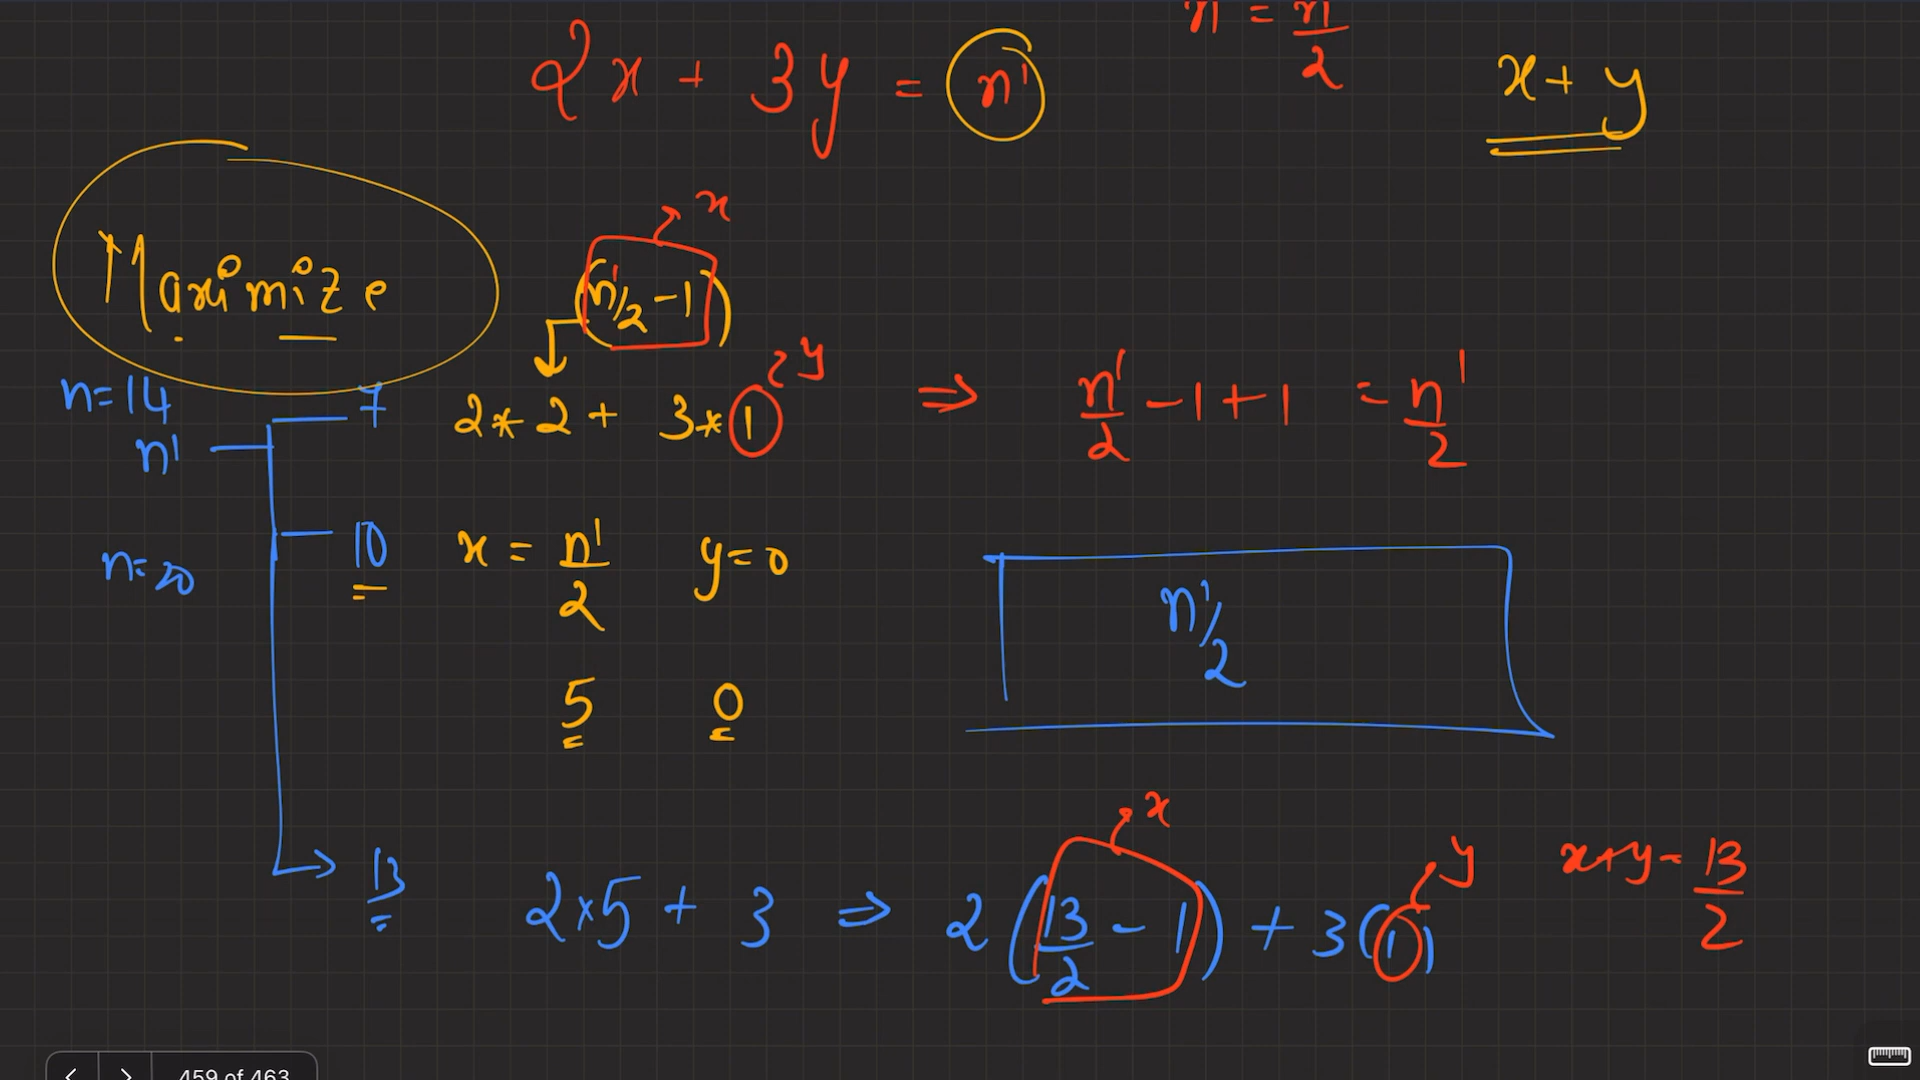 n' = n/2
2x + 3y = n'
x + y
Maximize
x
(n'/2 - 1)
y
n=14
7
n'
2*2 + 3*1 ⇒ n'/2 - 1 + 1 = n'/2
n=20
10
x = n'/2 y=0
n'/2
5 0
x
y
13
2×5 + 3 ⇒ 2(13/2 - 1) + 3(1)
x+y = 13/2
459 of 463